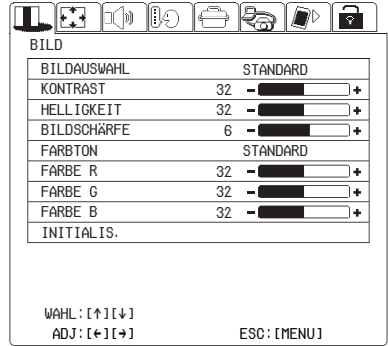 BILD
BILDAUSWAHL STANDARD
KONTRAST 32 - +
HELLIGKEIT 32 - +
BILDSCHÄRFE 6 - +
FARBTON STANDARD
FARBE R 32 - +
FARBE G 32 - +
FARBE B 32 - +
INITIALIS.
WAHL:[↑][↓]
ADJ:[←][→] ESC:[MENU]